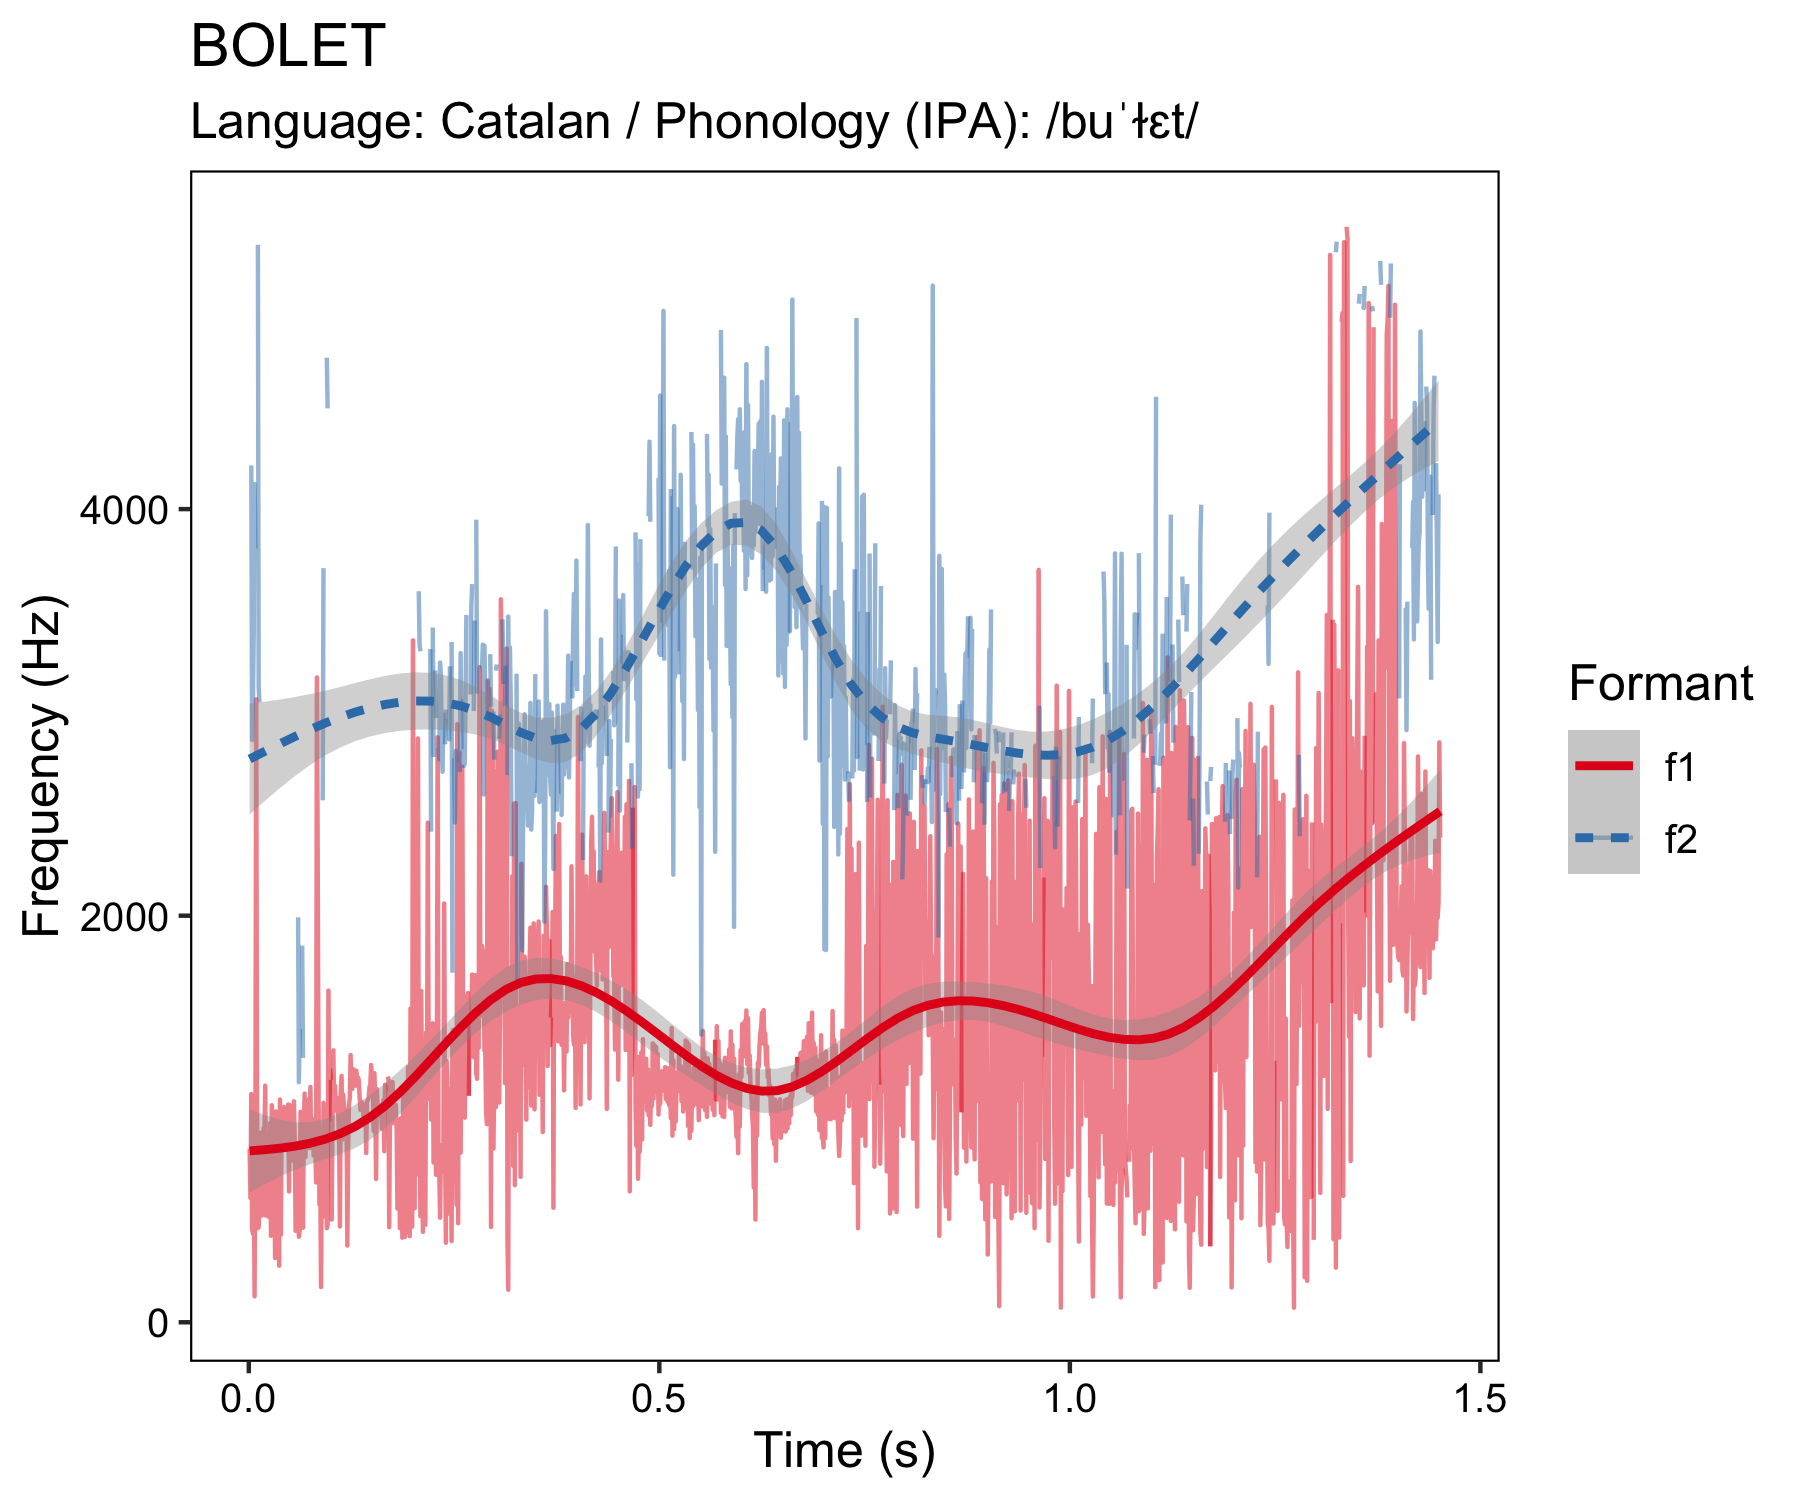 BOLET
Language: Catalan / Phonology (IPA): /buˈɫɛt/
Frequency (Hz)
4000
2000
0
0.0 0.5 1.0 1.5
Time (s)
Formant
f1
f2